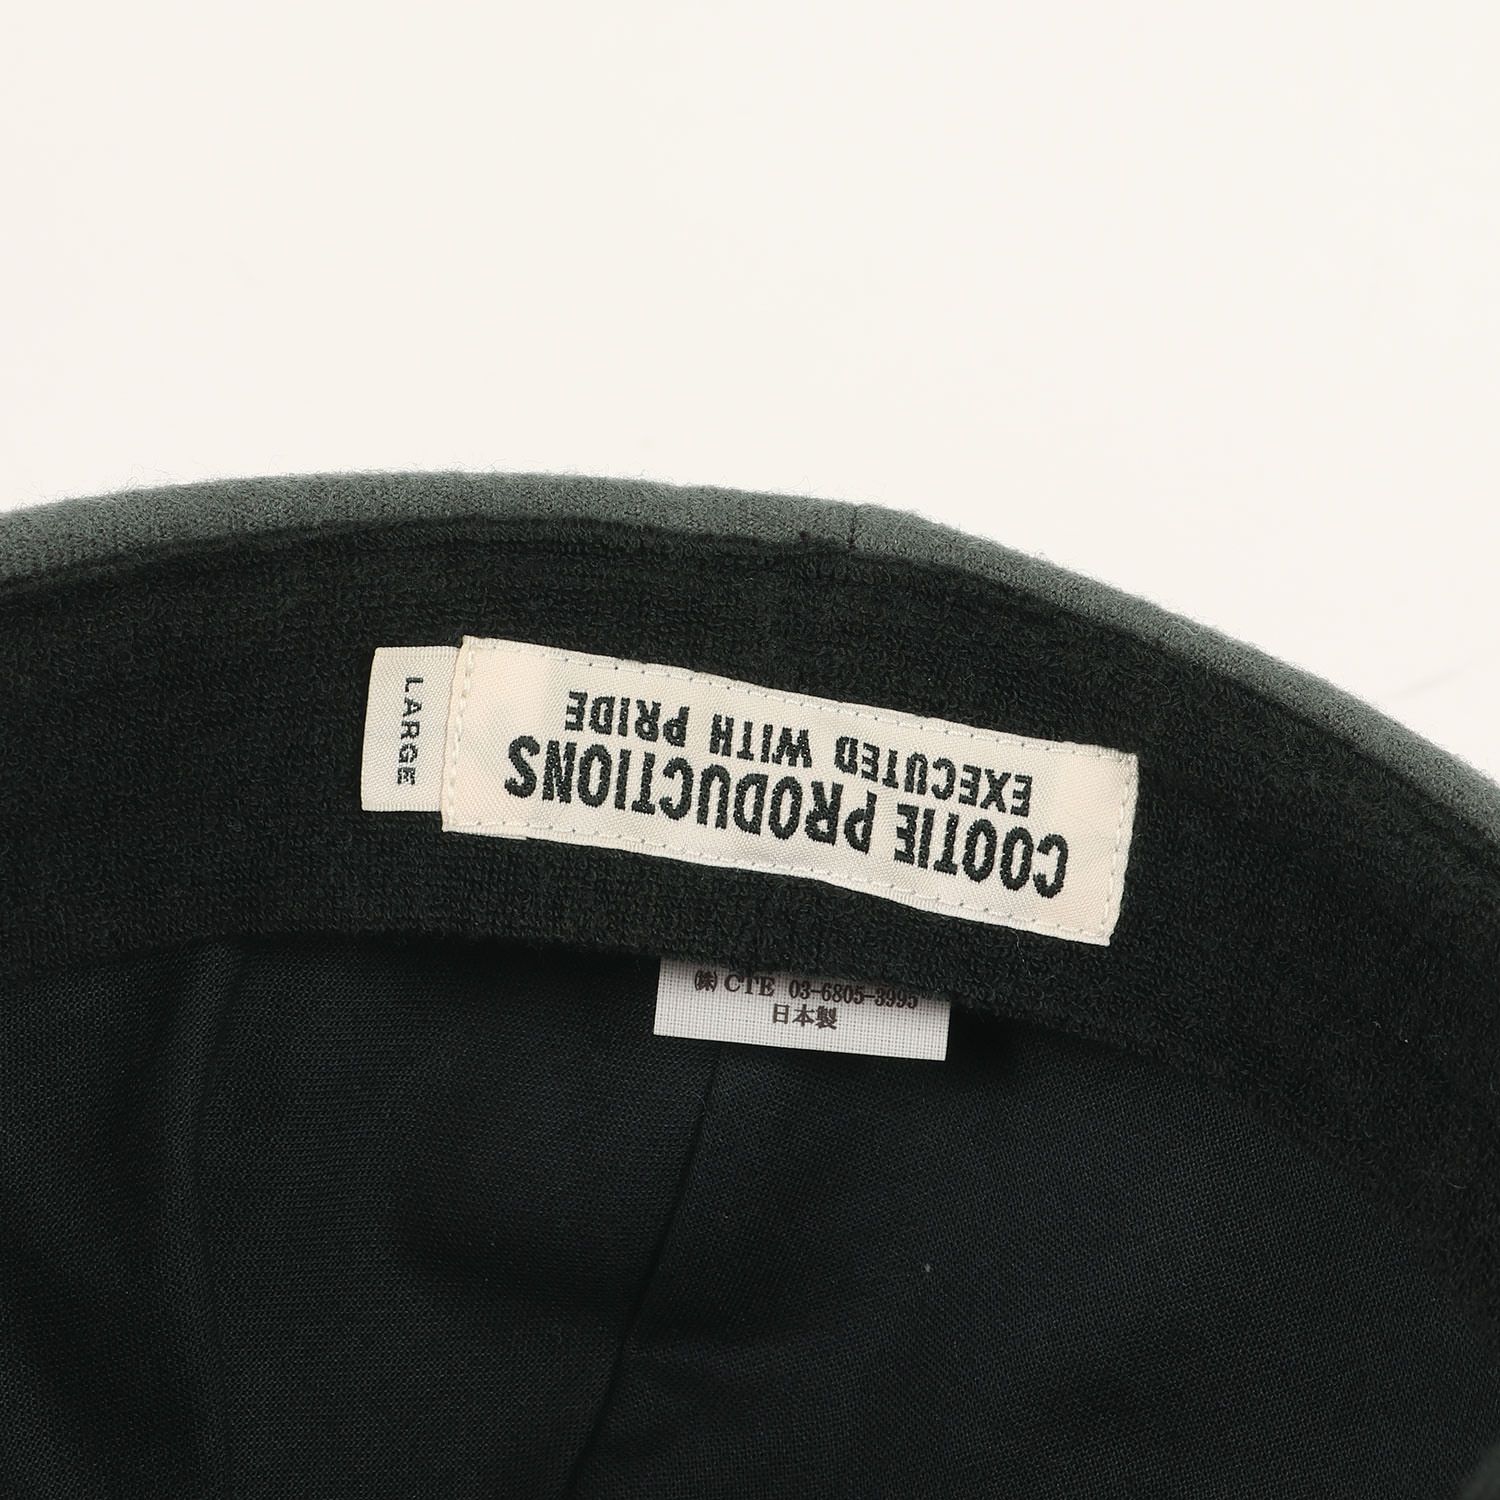 LARGE
COOTIE PRODUCTIONS
EXECUTED WITH PRIDE
㈱ CTE 03-6805-3995
日本製